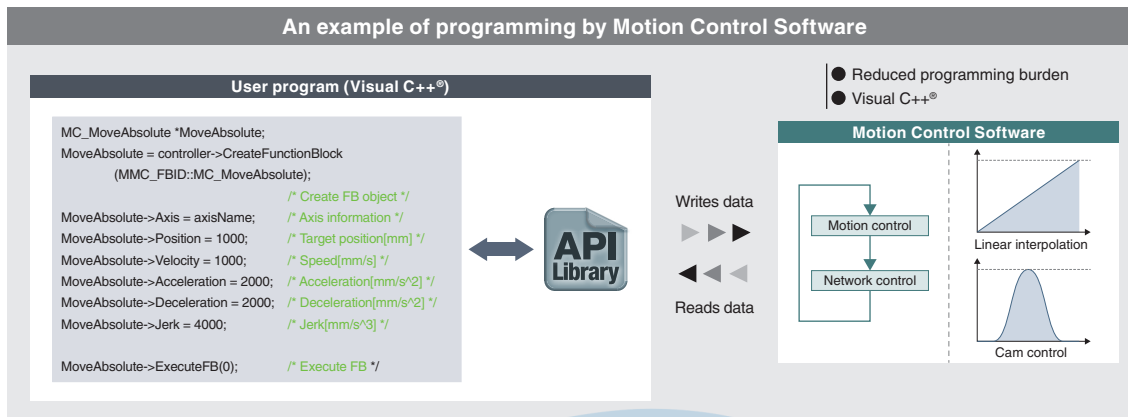 An example of programming by Motion Control Software
User program (Visual C++®)
MC_MoveAbsolute *MoveAbsolute;
MoveAbsolute = controller->CreateFunctionBlock
(MMC_FBID::MC_MoveAbsolute);
/* Create FB object */
MoveAbsolute->Axis = axisName; /* Axis information */
MoveAbsolute->Position = 1000; /* Target position[mm] */
MoveAbsolute->Velocity = 1000; /* Speed[mm/s] */
MoveAbsolute->Acceleration = 2000; /* Acceleration[mm/s^2] */
MoveAbsolute->Deceleration = 2000; /* Deceleration[mm/s^2] */
MoveAbsolute->Jerk = 4000; /* Jerk[mm/s^3] */
MoveAbsolute->ExecuteFB(0); /* Execute FB */
API
Library
Writes data
Reads data
● Reduced programming burden
● Visual C++®
Motion Control Software
Motion control
Network control
Linear interpolation
Cam control